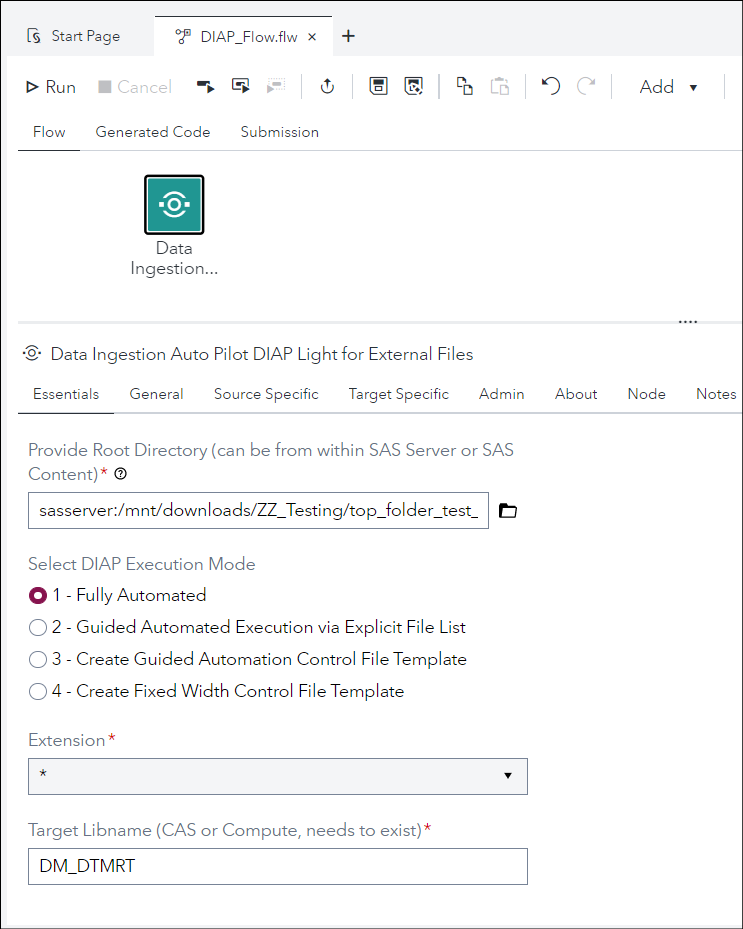 Start Page
DIAP_Flow.flw ×
Run
Cancel
Add
Flow
Generated Code
Submission
Data
Ingestion...
Data Ingestion Auto Pilot DIAP Light for External Files
Essentials
General
Source Specific
Target Specific
Admin
About
Node
Notes
Provide Root Directory (can be from within SAS Server or SAS
Content)*
sasserver:/mnt/downloads/ZZ_Testing/top_folder_test_
Select DIAP Execution Mode
1 - Fully Automated
2 - Guided Automated Execution via Explicit File List
3 - Create Guided Automation Control File Template
4 - Create Fixed Width Control File Template
Extension*
*
Target Libname (CAS or Compute, needs to exist)*
DM_DTMRT